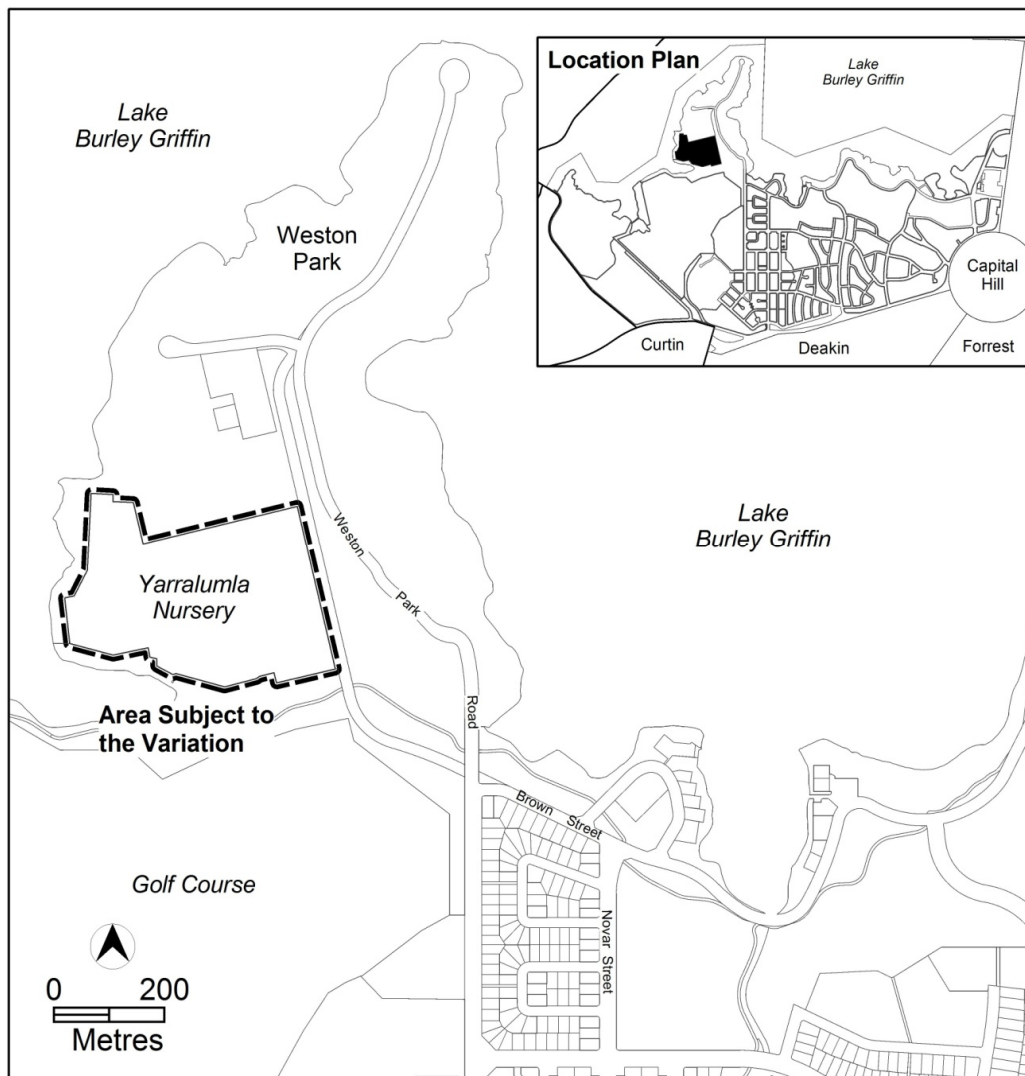 Location Plan
Lake
Burley Griffin
Capital
Hill
Curtin
Deakin
Forrest
Lake
Burley Griffin
Weston
Park
Lake
Burley Griffin
Weston
Park
Road
Yarralumla
Nursery
Area Subject to
the Variation
Brown Street
Novar Street
Golf Course
0 200
Metres